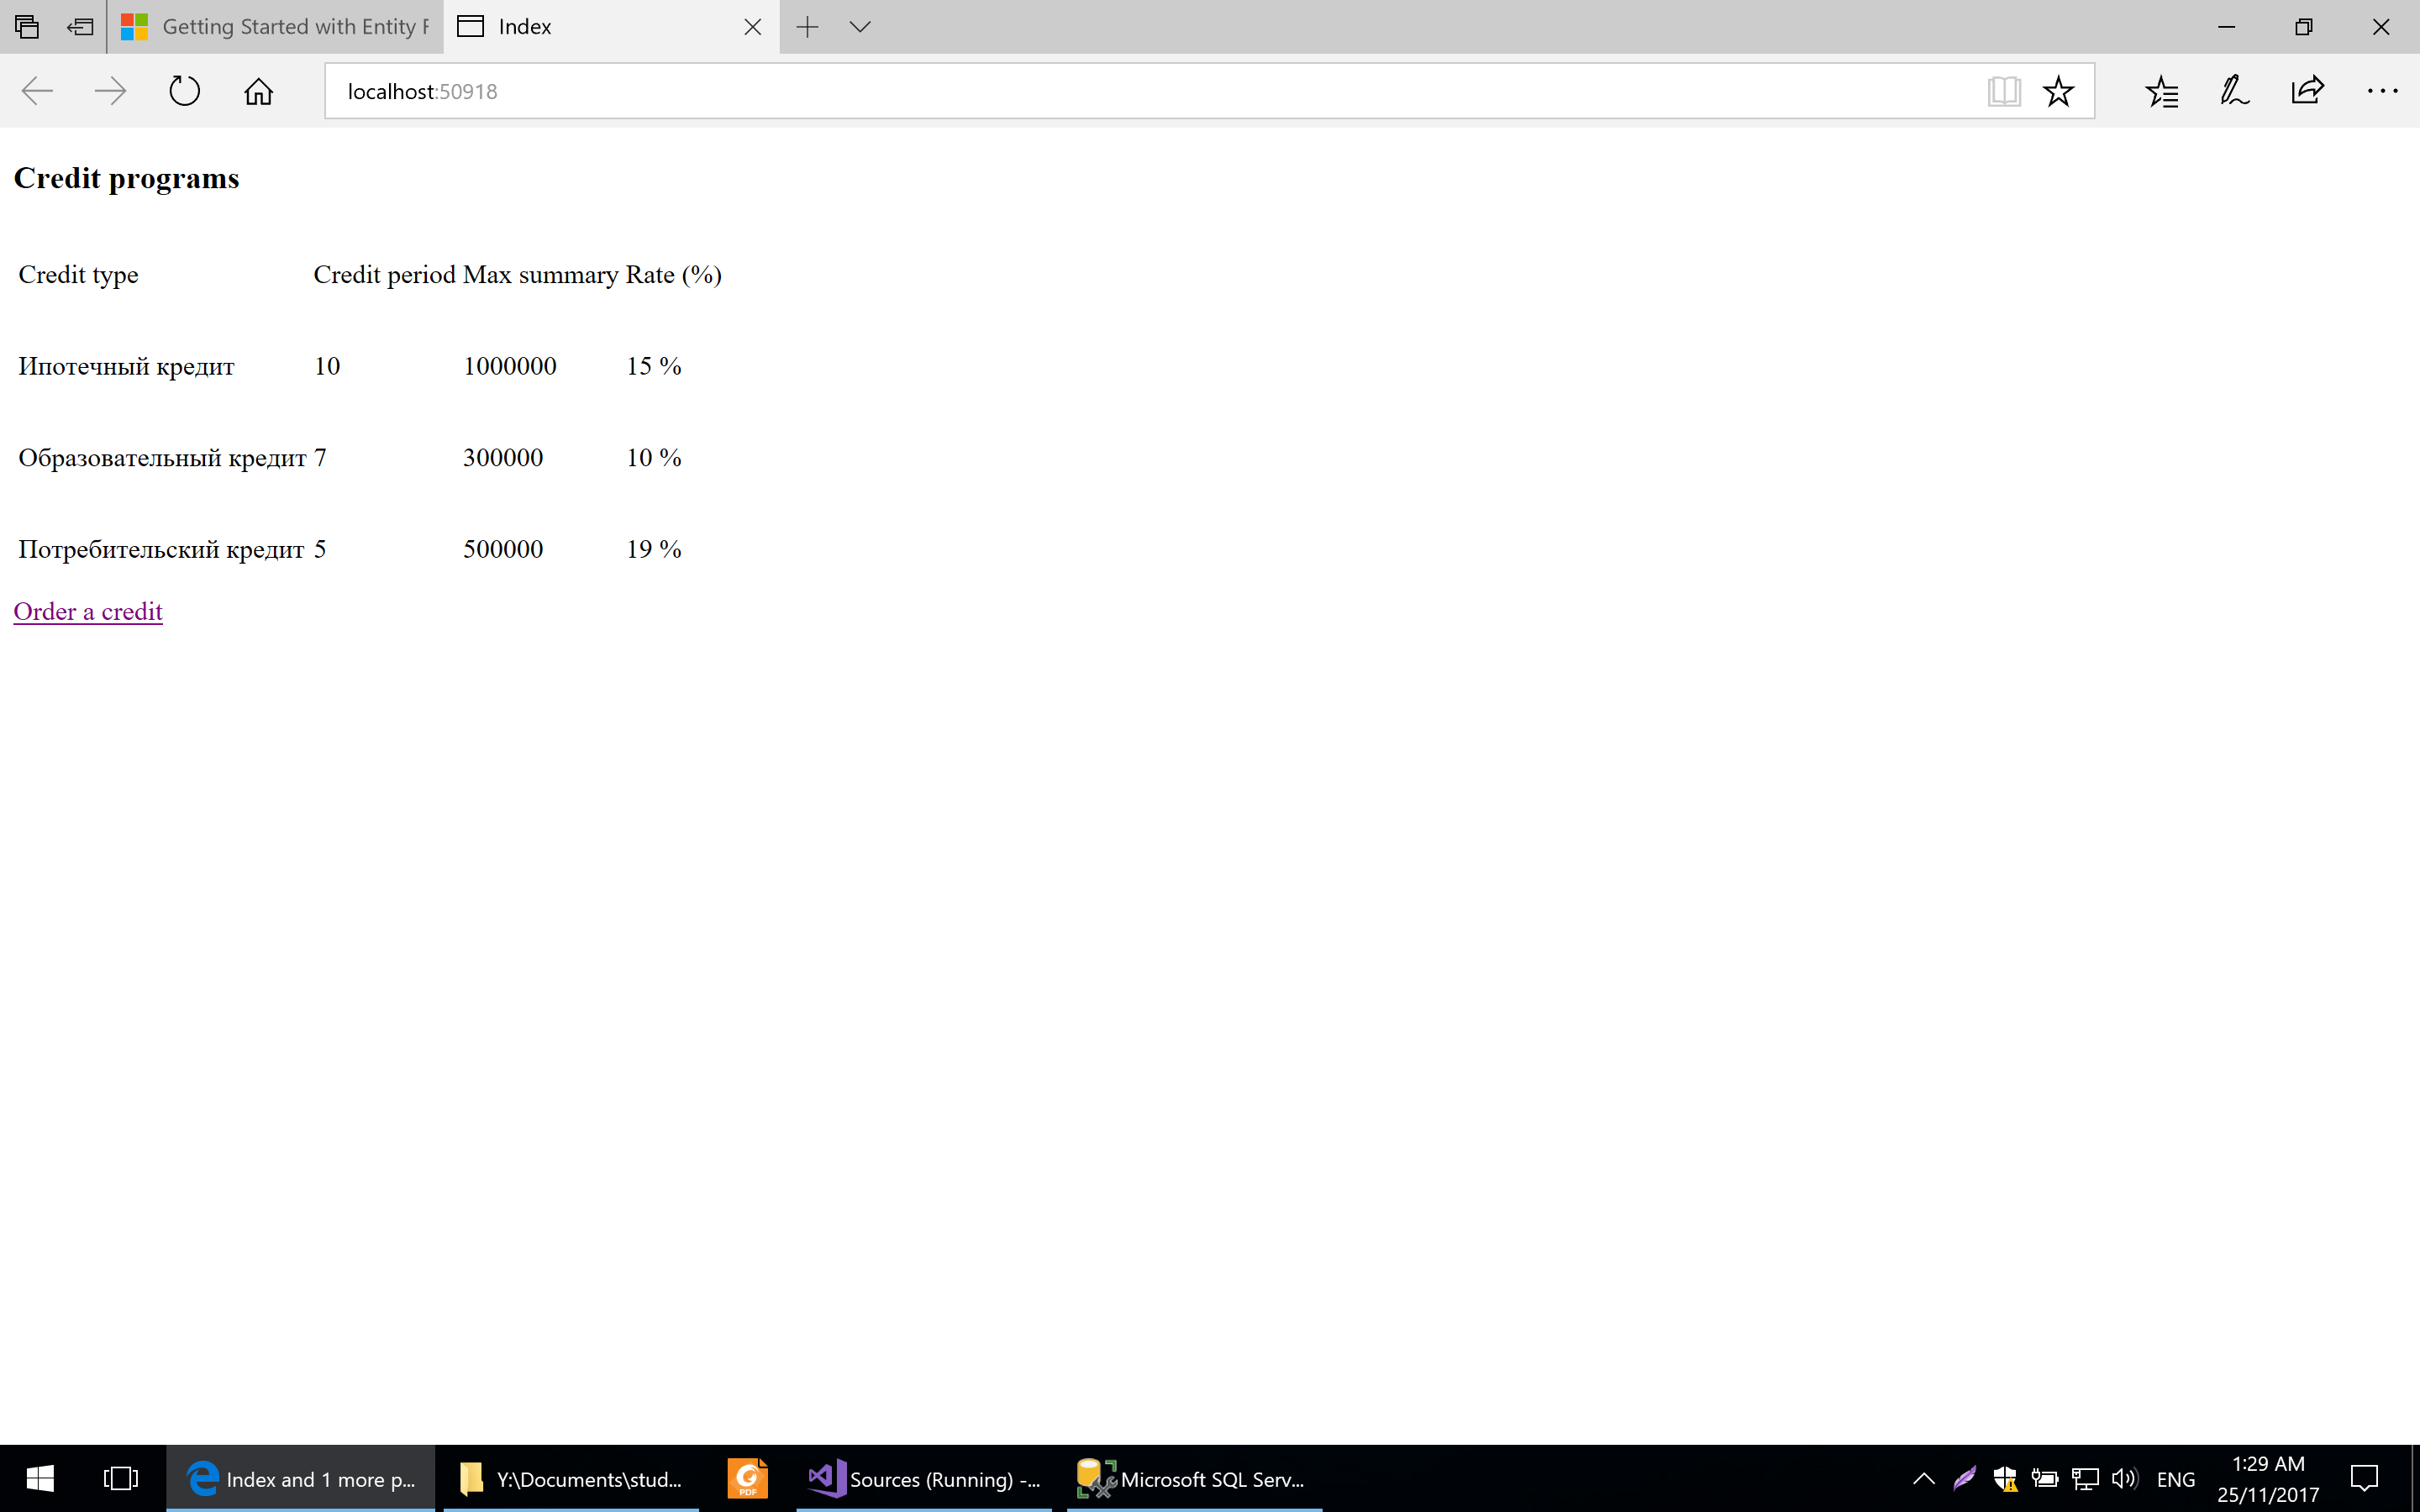 Getting Started with Entity F
Index
localhost:50918
Credit programs
Credit type Credit period Max summary Rate (%)
Ипотечный кредит 10 1000000 15 %
Образовательный кредит 7 300000 10 %
Потребительский кредит 5 500000 19 %
Order a credit
Index and 1 more p...
Y:\Documents\stud...
PDF
Sources (Running) -...
Microsoft SQL Serv...
ENG
1:29 AM
25/11/2017